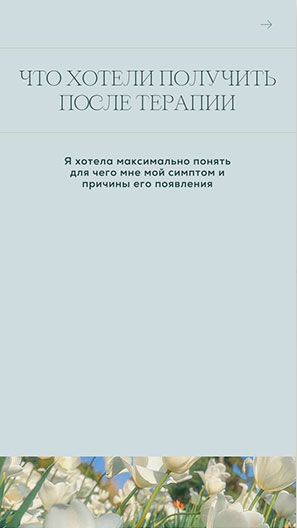 ЧТО ХОТЕЛИ ПОЛУЧИТЬ
ПОСЛЕ ТЕРАПИИ
Я хотела максимально понять
для чего мне мой симптом и
причины его появления